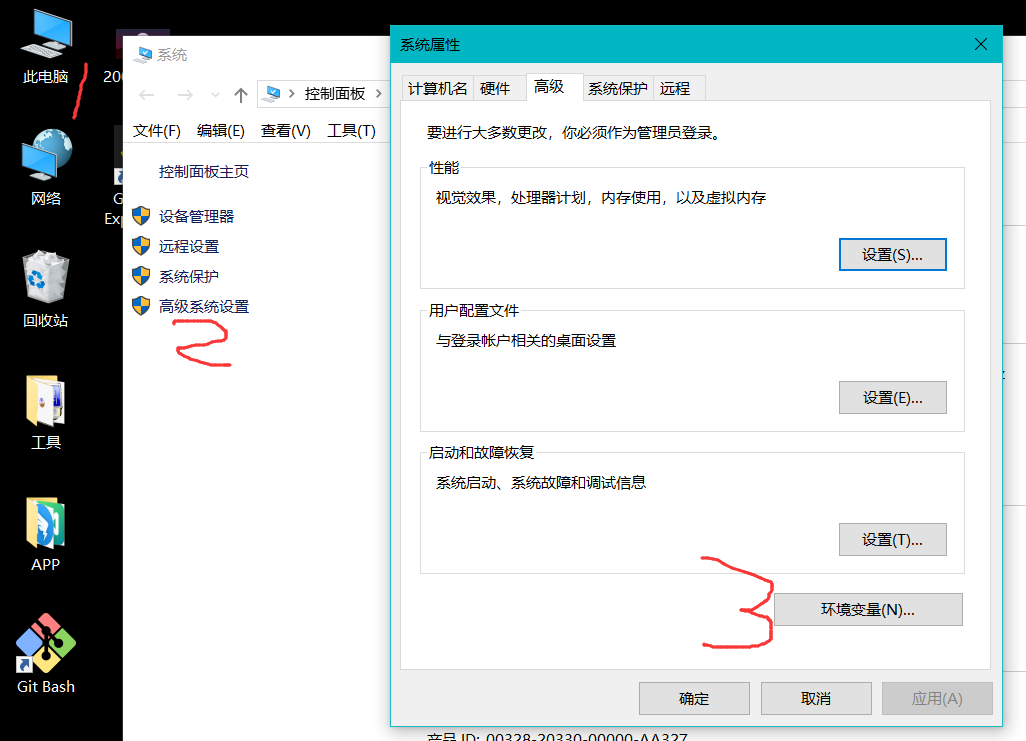 此电脑
网络
回收站
工具
APP
Git Bash
1
系统
控制面板
文件(F) 编辑(E) 查看(V) 工具(T)
控制面板主页
设备管理器
远程设置
系统保护
高级系统设置
2
系统属性
计算机名 硬件 高级 系统保护 远程
要进行大多数更改，你必须作为管理员登录。
性能
视觉效果，处理器计划，内存使用，以及虚拟内存
设置(S)...
用户配置文件
与登录帐户相关的桌面设置
设置(E)...
启动和故障恢复
系统启动、系统故障和调试信息
设置(T)...
3
环境变量(N)...
确定 取消 应用(A)
产品 ID: 00328-20330-00000-AA327